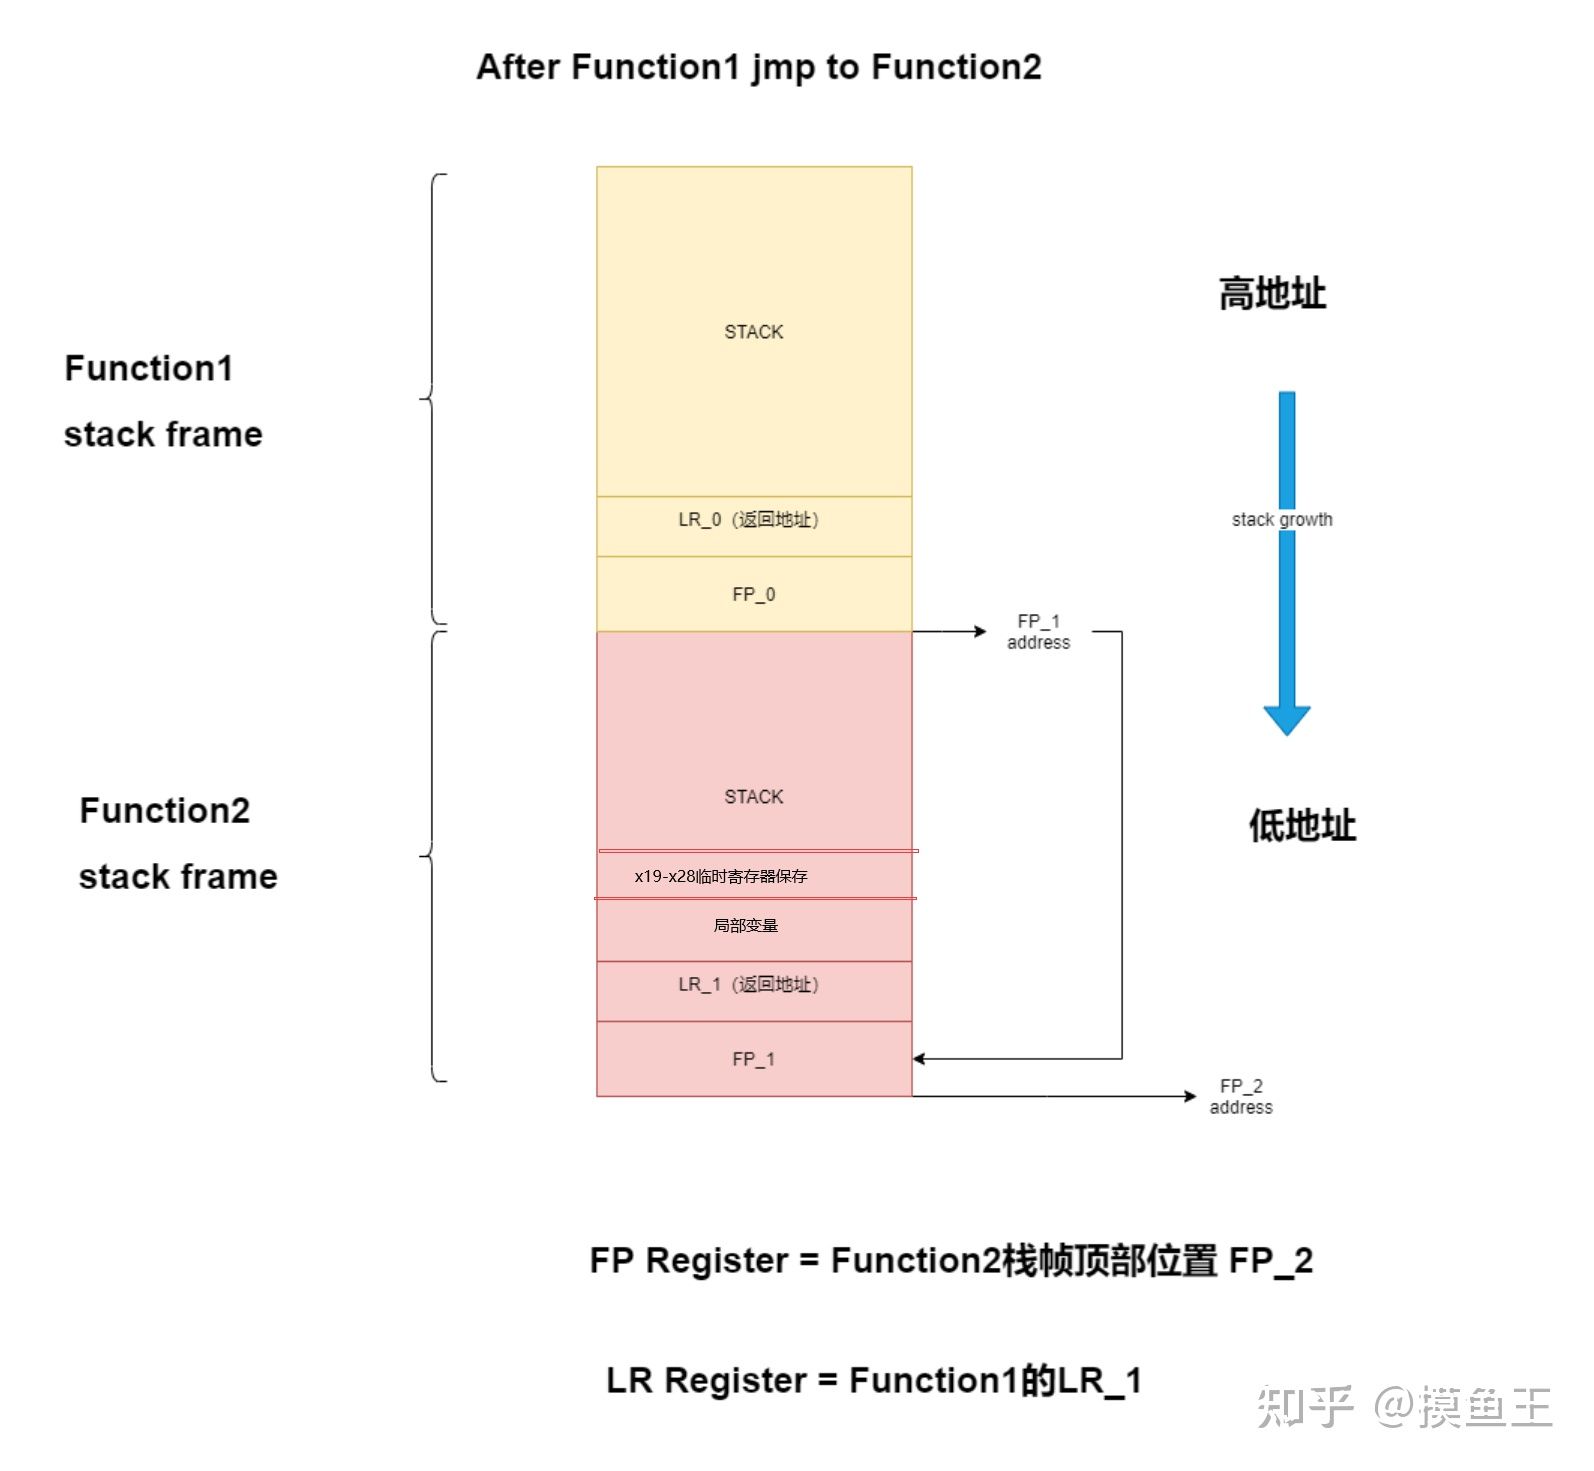 After Function1 jmp to Function2
STACK
高地址
Function1
stack frame
LR_0（返回地址）
stack growth
FP_0
FP_1
address
STACK
Function2
stack frame
低地址
x19-x28临时寄存器保存
局部变量
LR_1（返回地址）
FP_1
FP_2
address
FP Register = Function2栈帧顶部位置 FP_2
LR Register = Function1的LR_1
知乎 @摸鱼王